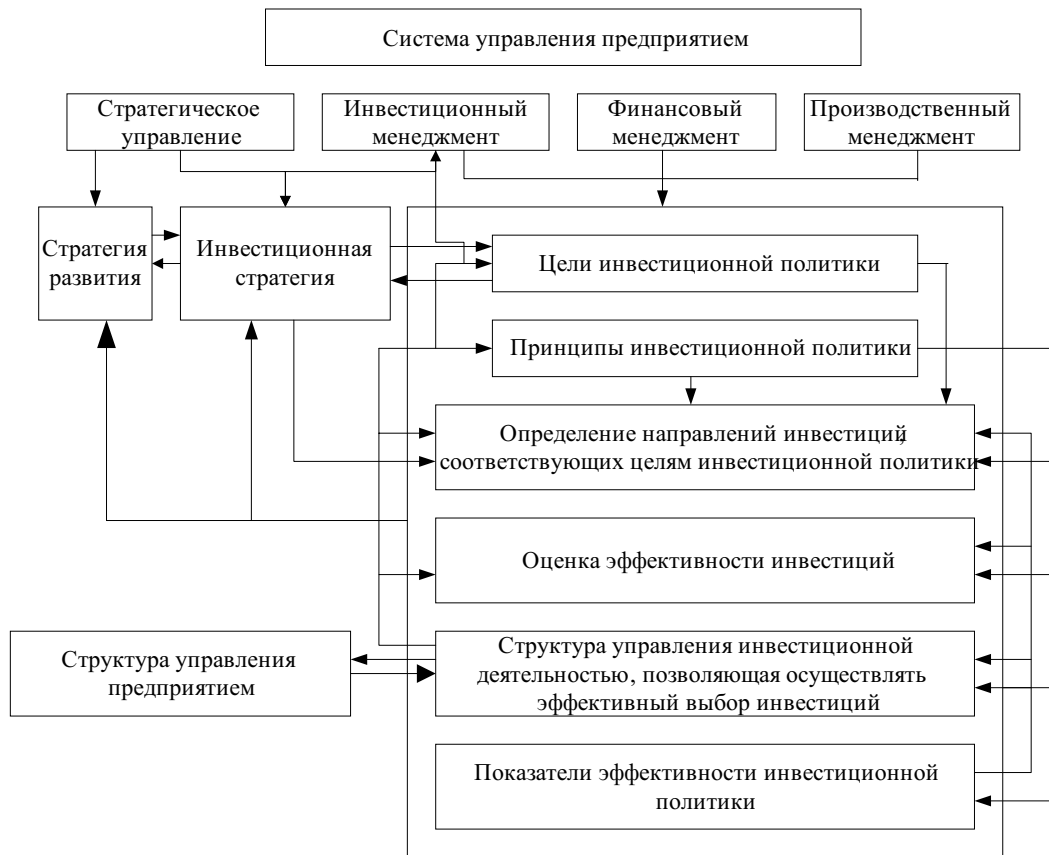 Система управления предприятием
Стратегическое
управление
Инвестиционный
менеджмент
Финансовый
менеджмент
Производственный
менеджмент
Стратегия
развития
Инвестиционная
стратегия
Цели инвестиционной политики
Принципы инвестиционной политики
Определение направлений инвестиций,
соответствующих целям инвестиционной политики
Оценка эффективности инвестиций
Структура управления
предприятием
Структура управления инвестиционной
деятельностью, позволяющая осуществлять
эффективный выбор инвестиций
Показатели эффективности инвестиционной
политики